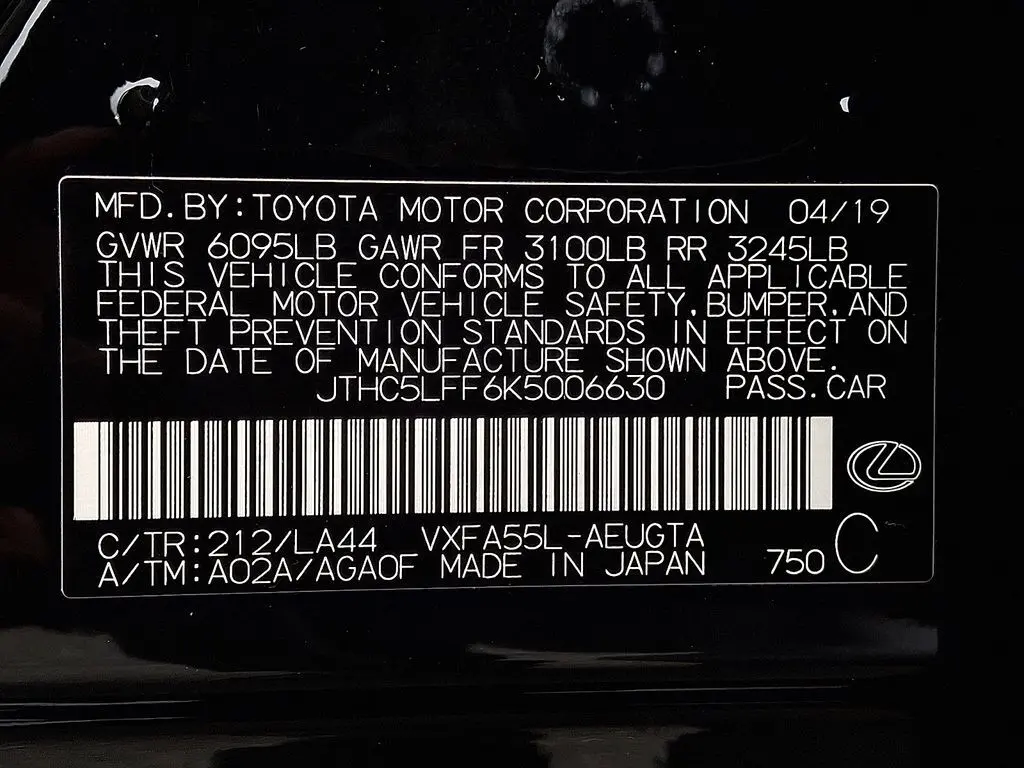 MFD.BY:TOYOTA MOTOR CORPORATION 04/19
GVWR 6095LB GAWR FR 3100LB RR 3245LB
THIS VEHICLE CONFORMS TO ALL APPLICABLE
FEDERAL MOTOR VEHICLE SAFETY,BUMPER,AND
THEFT PREVENTION STANDARDS IN EFFECT ON
THE DATE OF MANUFACTURE SHOWN ABOVE.
JTHC5LFF6K5006630 PASS.CAR
C/TR:212/LA44 VXFA55L-AEUGTA
A/TM:A02A/AGA0F MADE IN JAPAN 750 C